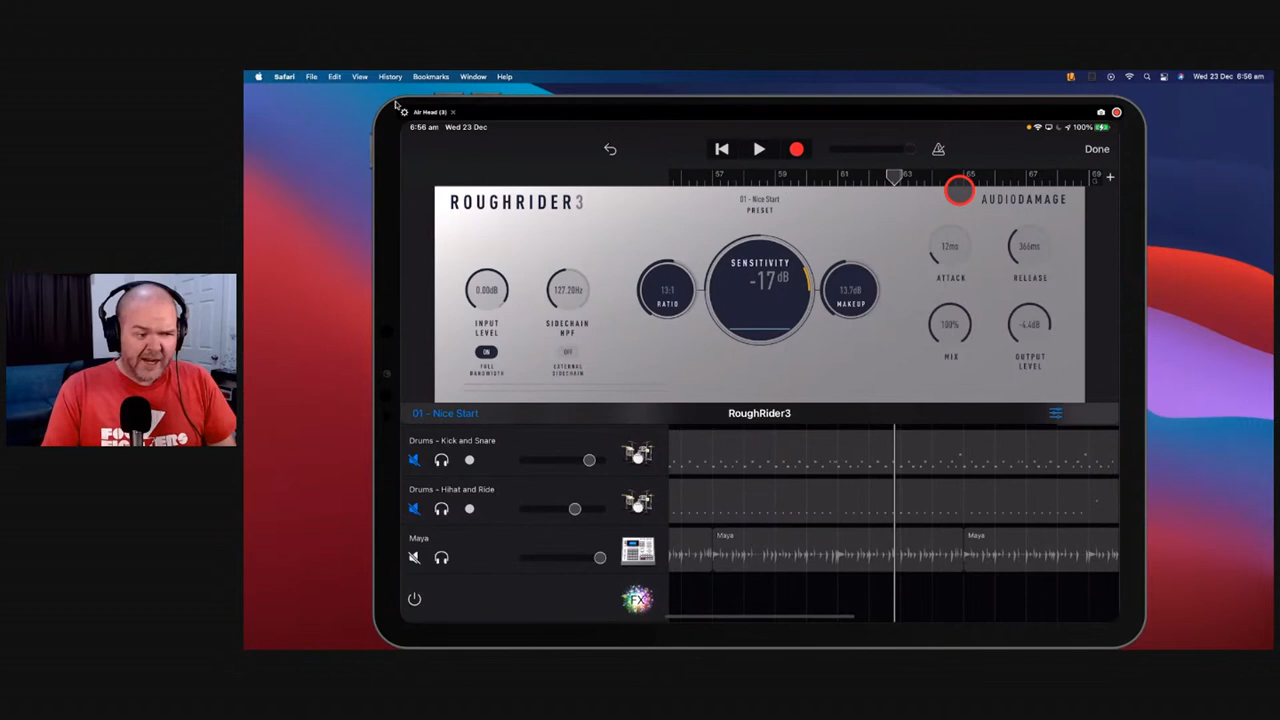 Safari File Edit View History Bookmarks Window Help
Wed 23 Dec 6:56 am
Air Head (3)
6:56 am Wed 23 Dec
100%
Done
57 59 61 63 65 67 69
ROUGHRIDER3
01 - Nice Start
PRESET
AUDIODAMAGE
SENSITIVITY
-17dB
13:1
RATIO
13.7dB
MAKEUP
0.00dB
INPUT
LEVEL
ON
FULL
BANDWIDTH
127.20Hz
SIDECHAIN
HPF
OFF
EXTERNAL
SIDECHAIN
12ms
ATTACK
366ms
RELEASE
100%
MIX
-4.4dB
OUTPUT
LEVEL
01 - Nice Start
RoughRider3
Drums - Kick and Snare
Drums - Hihat and Ride
Maya
Maya
Maya
FX